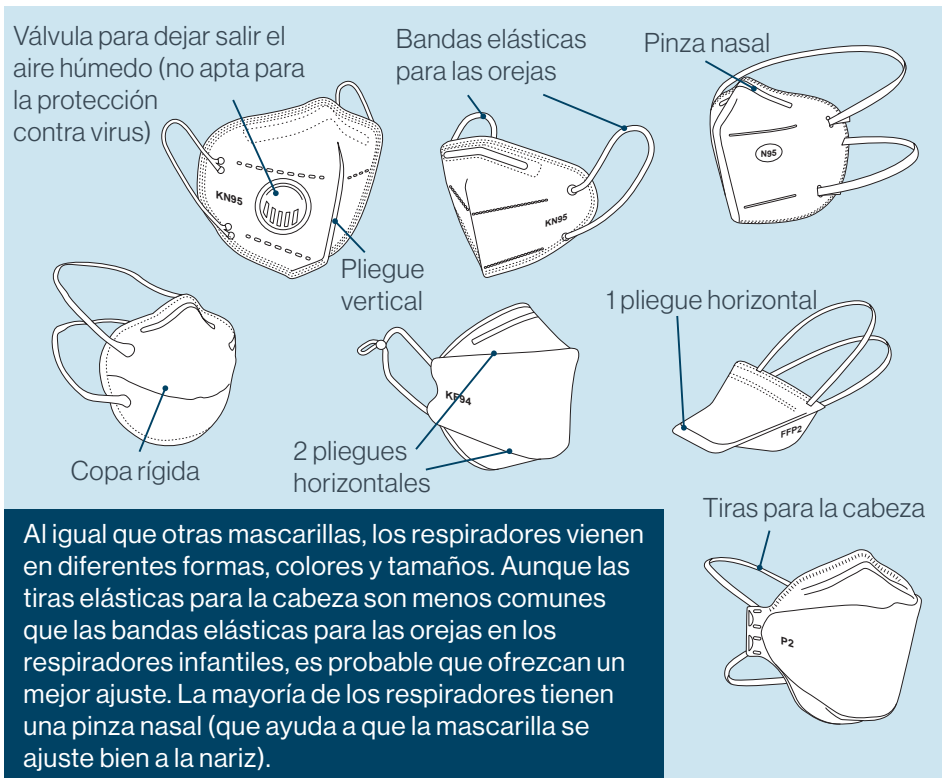 Válvula para dejar salir el
aire húmedo (no apta para
la protección
contra virus)
Bandas elásticas
para las orejas
Pinza nasal
KN95
KN95
N95
Pliegue
vertical
1 pliegue horizontal
Copa rígida
KF94
2 pliegues
horizontales
FFP2
Tiras para la cabeza
P2
Al igual que otras mascarillas, los respiradores vienen
en diferentes formas, colores y tamaños. Aunque las
tiras elásticas para la cabeza son menos comunes
que las bandas elásticas para las orejas en los
respiradores infantiles, es probable que ofrezcan un
mejor ajuste. La mayoría de los respiradores tienen
una pinza nasal (que ayuda a que la mascarilla se
ajuste bien a la nariz).